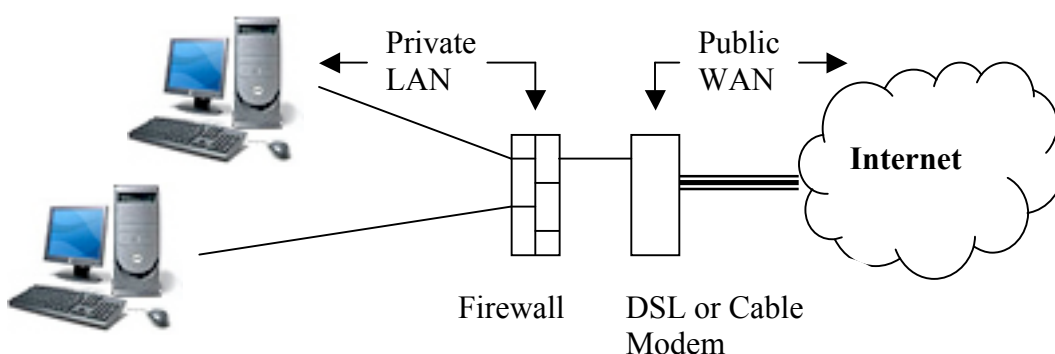 Private
LAN
Public
WAN
Internet
Firewall
DSL or Cable
Modem